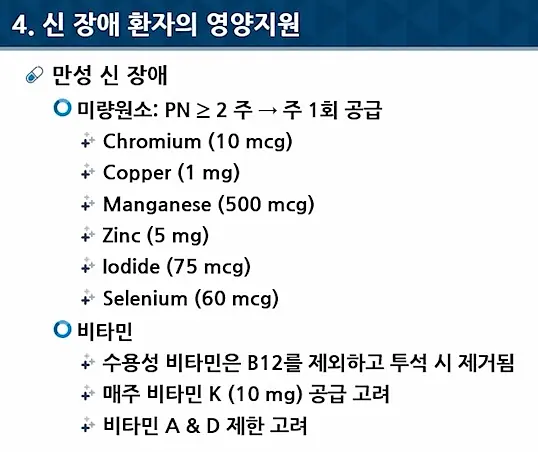 4. 신 장애 환자의 영양지원
만성 신 장애
미량원소: PN ≥ 2 주 → 주 1회 공급
Chromium (10 mcg)
Copper (1 mg)
Manganese (500 mcg)
Zinc (5 mg)
Iodide (75 mcg)
Selenium (60 mcg)
비타민
수용성 비타민은 B12를 제외하고 투석 시 제거됨
매주 비타민 K (10 mg) 공급 고려
비타민 A & D 제한 고려